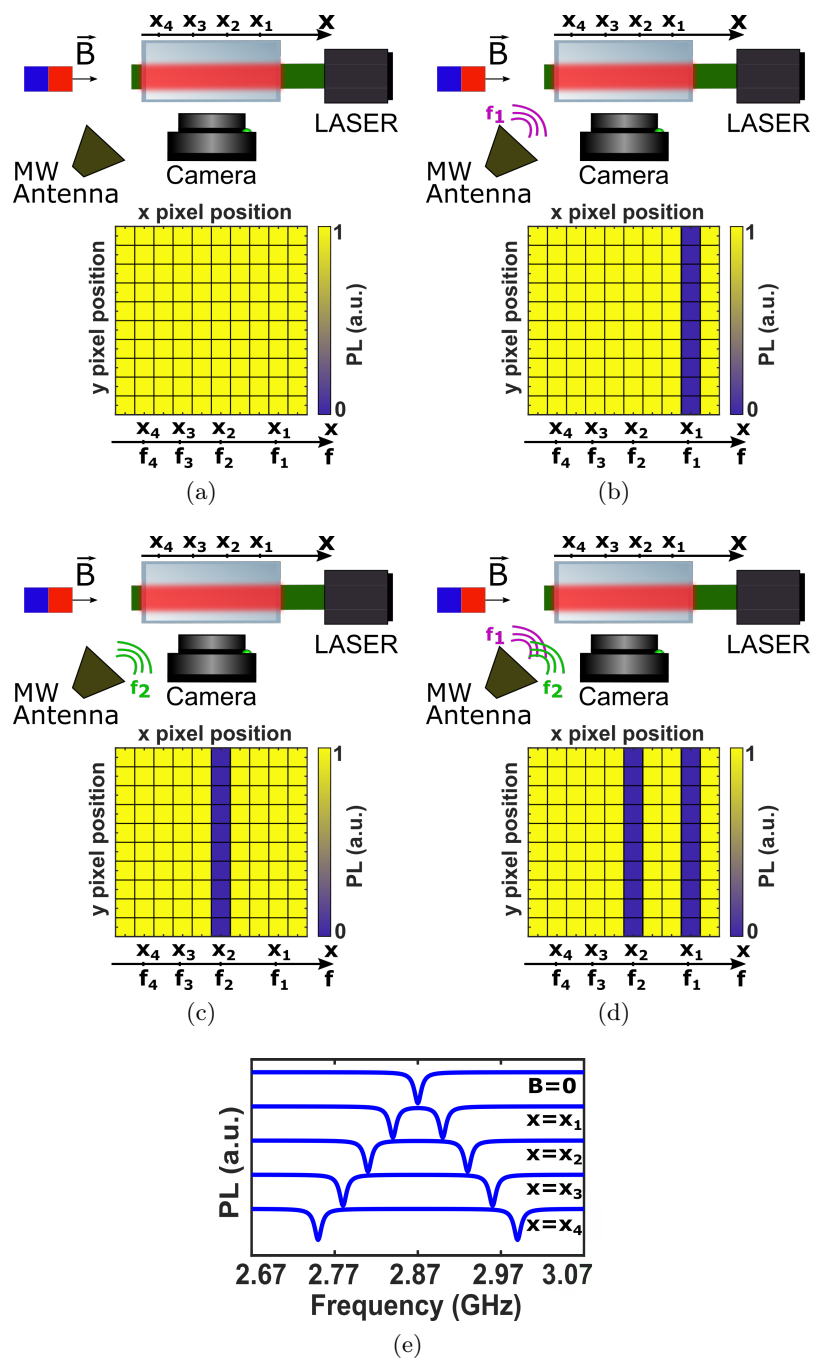 x₄ x₃ x₂ x₁ x
B
LASER
MW
Antenna
Camera
x pixel position
y pixel position
1
PL (a.u.)
0
x₄ x₃ x₂ x₁ x
f₄ f₃ f₂ f₁ f
(a)
x₄ x₃ x₂ x₁ x
B
f₁
LASER
MW
Antenna
Camera
x pixel position
y pixel position
1
PL (a.u.)
0
x₄ x₃ x₂ x₁ x
f₄ f₃ f₂ f₁ f
(b)
x₄ x₃ x₂ x₁ x
B
f₂
LASER
MW
Antenna
Camera
x pixel position
y pixel position
1
PL (a.u.)
0
x₄ x₃ x₂ x₁ x
f₄ f₃ f₂ f₁ f
(c)
x₄ x₃ x₂ x₁ x
B
f₁
f₂
LASER
MW
Antenna
Camera
x pixel position
y pixel position
1
PL (a.u.)
0
x₄ x₃ x₂ x₁ x
f₄ f₃ f₂ f₁ f
(d)
PL (a.u.)
B=0
x=x₁
x=x₂
x=x₃
x=x₄
2.67 2.77 2.87 2.97 3.07
Frequency (GHz)
(e)